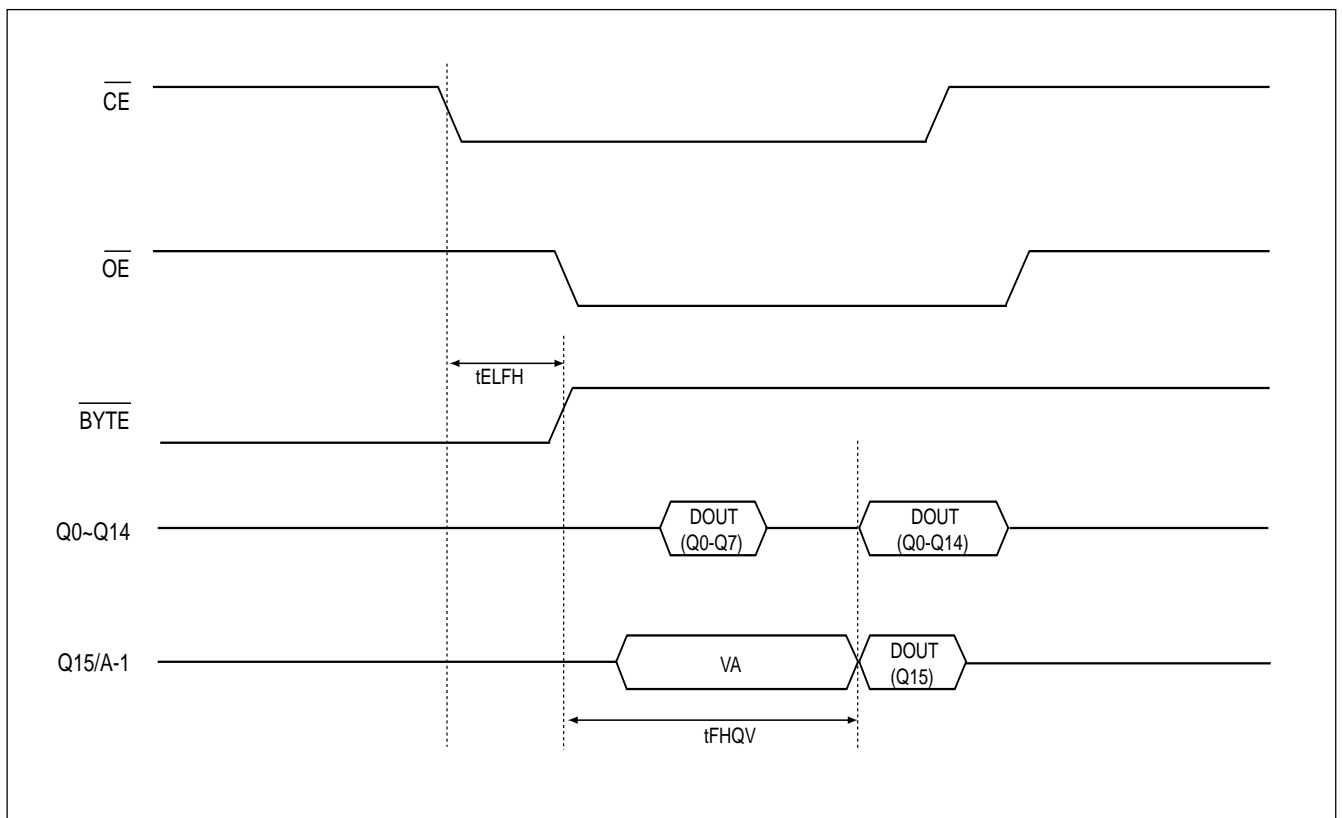 CE
OE
tELFH
BYTE
Q0~Q14
DOUT
(Q0-Q7)
DOUT
(Q0-Q14)
Q15/A-1
VA
DOUT
(Q15)
tFHQV